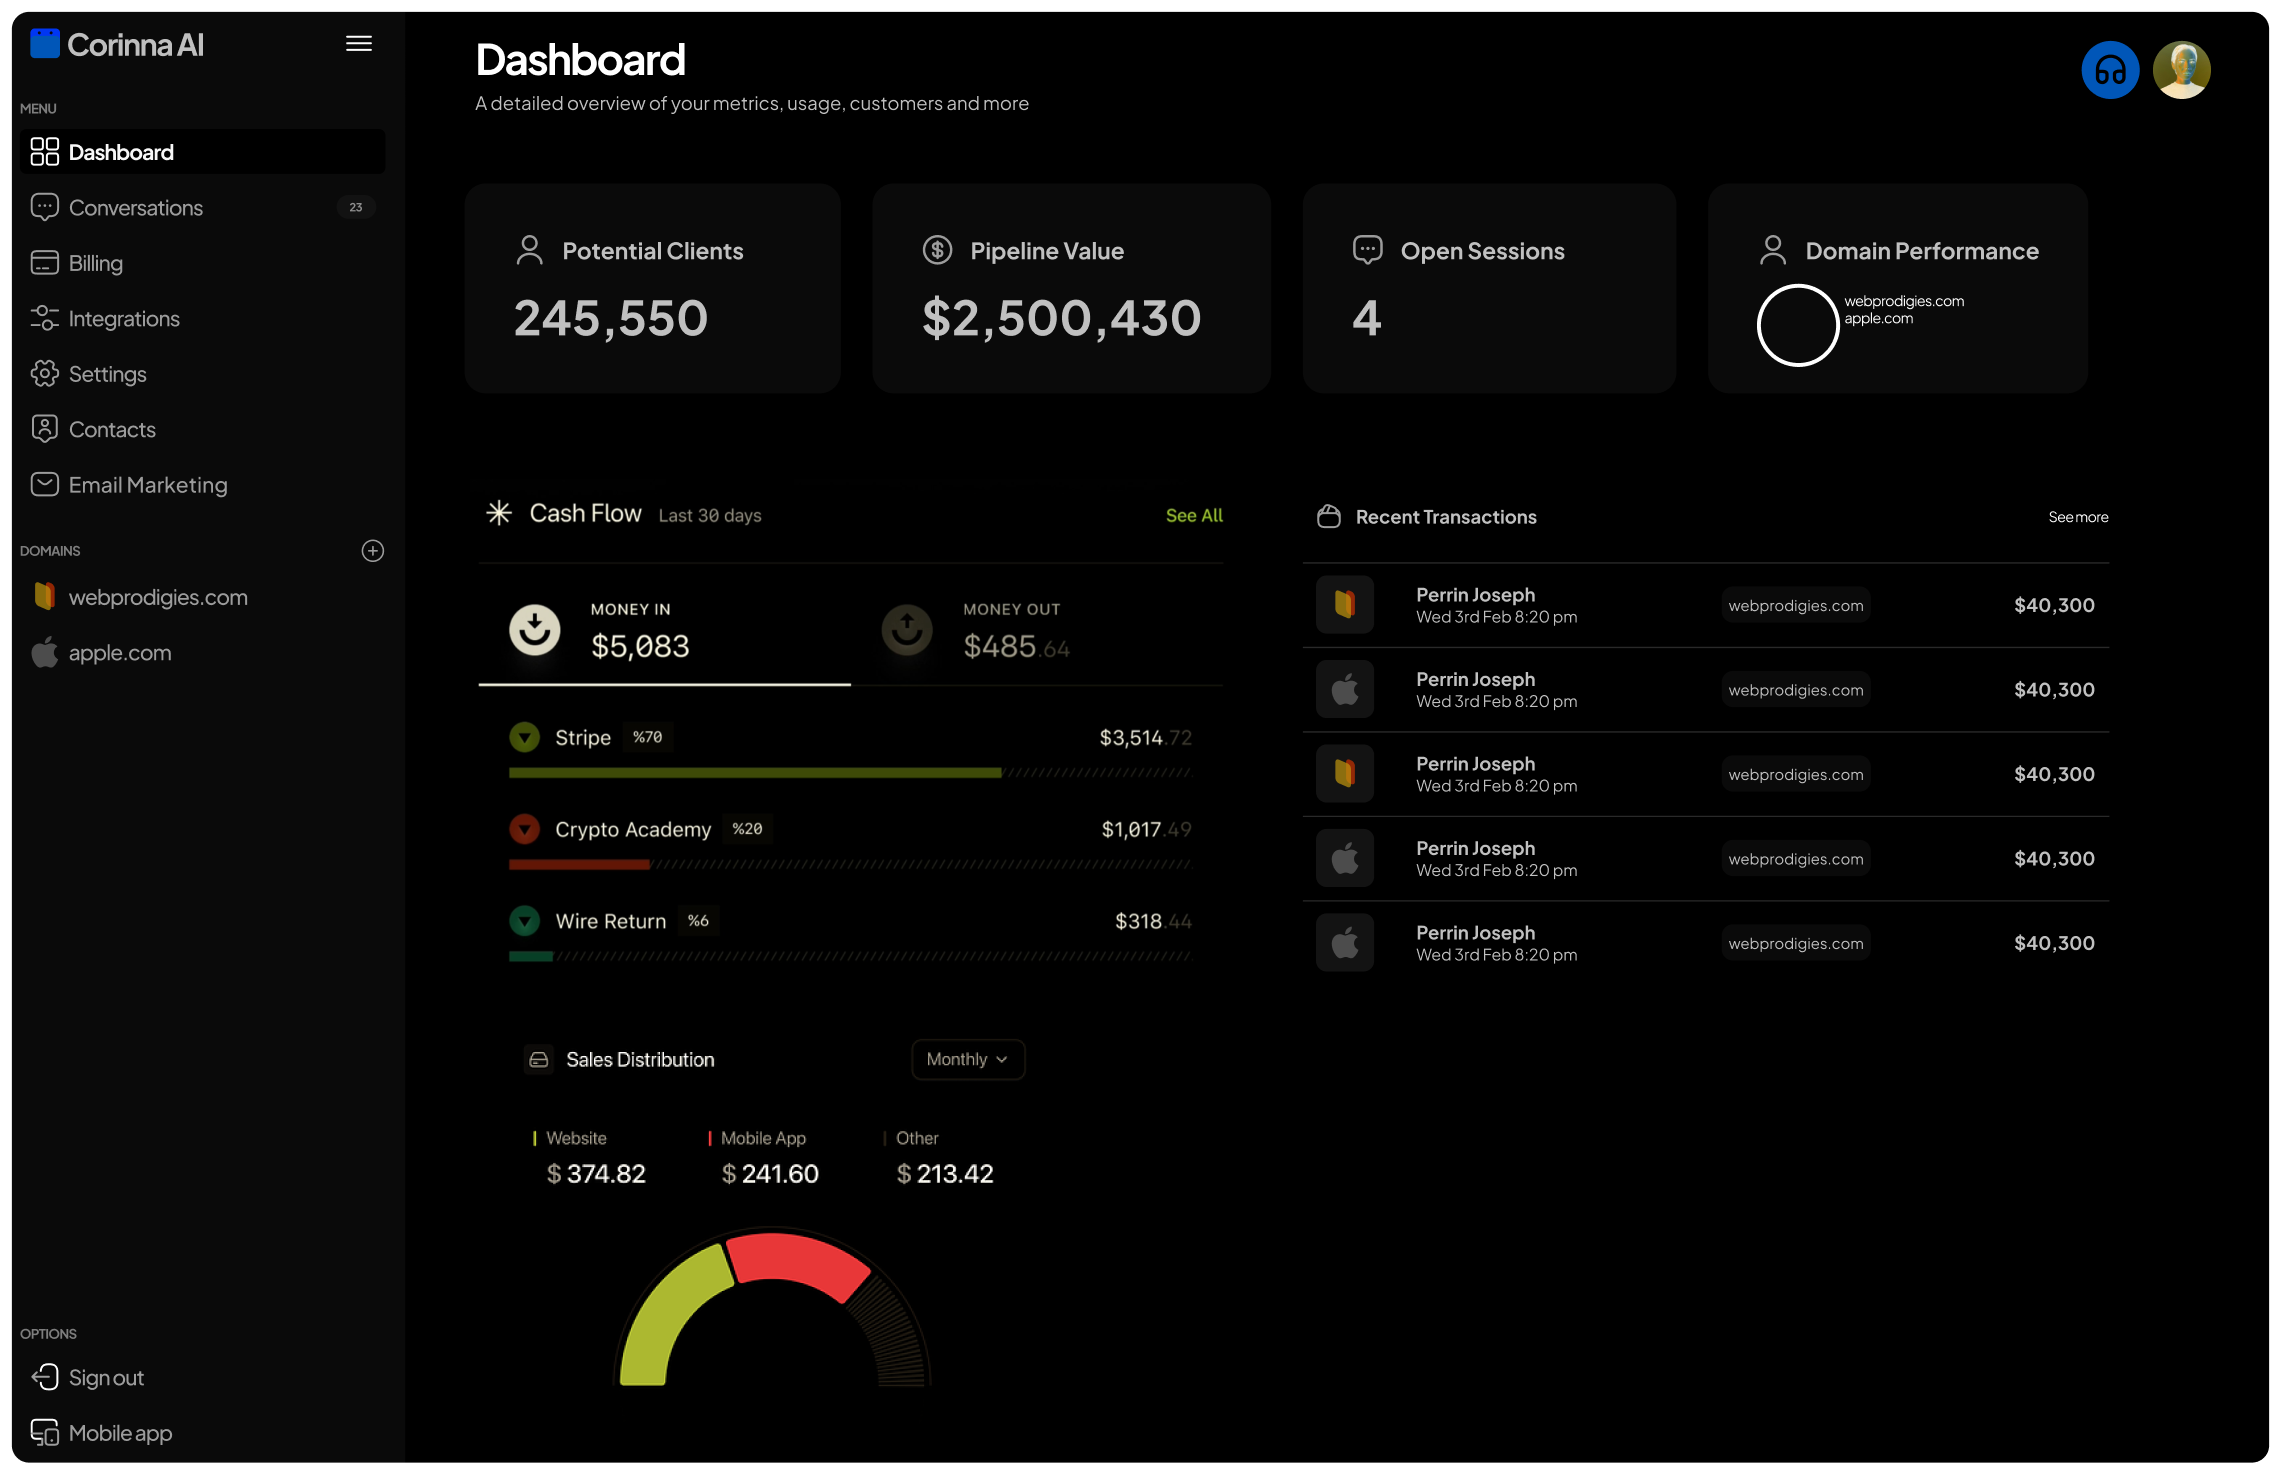 Corinna AI
MENU
Dashboard
Conversations 23
Billing
Integrations
Settings
Contacts
Email Marketing
DOMAINS
webprodigies.com
apple.com
OPTIONS
Sign out
Mobile app
Dashboard
A detailed overview of your metrics, usage, customers and more
Potential Clients
245,550
Pipeline Value
$2,500,430
Open Sessions
4
Domain Performance
webprodigies.com
apple.com
Cash Flow Last 30 days See All
MONEY IN
$5,083
MONEY OUT
$485.64
Stripe %70 $3,514.72
Crypto Academy %20 $1,017.49
Wire Return %6 $318.44
Recent Transactions See more
Perrin Joseph
Wed 3rd Feb 8:20 pm
webprodigies.com
$40,300
Perrin Joseph
Wed 3rd Feb 8:20 pm
webprodigies.com
$40,300
Perrin Joseph
Wed 3rd Feb 8:20 pm
webprodigies.com
$40,300
Perrin Joseph
Wed 3rd Feb 8:20 pm
webprodigies.com
$40,300
Perrin Joseph
Wed 3rd Feb 8:20 pm
webprodigies.com
$40,300
Sales Distribution Monthly
Website
$ 374.82
Mobile App
$ 241.60
Other
$ 213.42